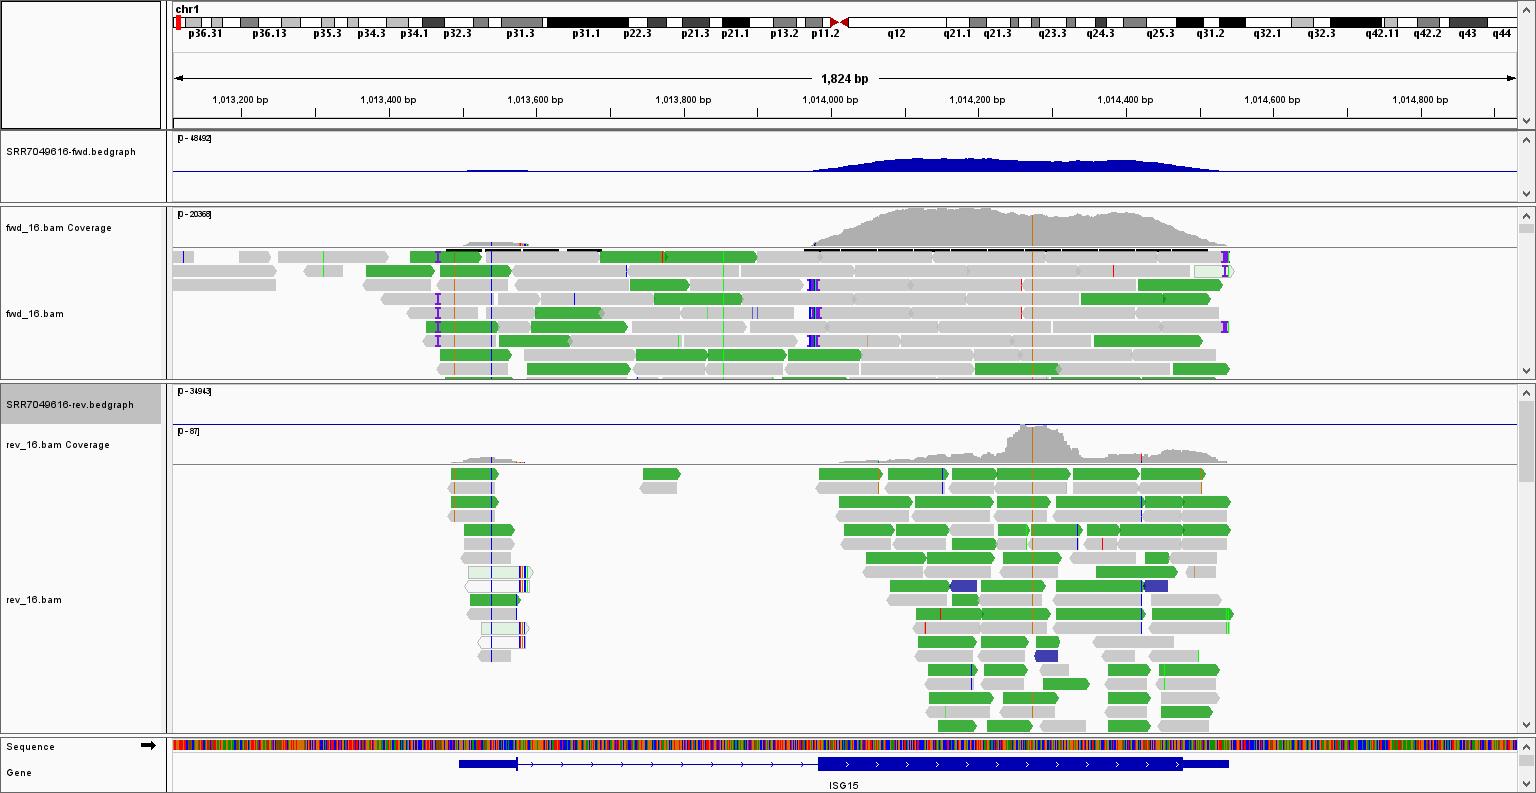 chr1
p36.31 p36.13 p35.3 p34.3 p34.1 p32.3 p31.3 p31.1 p22.3 p21.3 p21.1 p13.2 p11.2 q12 q21.1 q21.3 q23.3 q24.3 q25.3 q31.2 q32.1 q32.3 q42.11 q42.2 q43 q44
1,824 bp
1,013,200 bp 1,013,400 bp 1,013,600 bp 1,013,800 bp 1,014,000 bp 1,014,200 bp 1,014,400 bp 1,014,600 bp 1,014,800 bp
[0 - 48492]
SRR7049616-fwd.bedgraph
[0 - 20368]
fwd_16.bam Coverage
fwd_16.bam
[0 - 34943]
SRR7049616-rev.bedgraph
[0 - 87]
rev_16.bam Coverage
rev_16.bam
Sequence
Gene
ISG15